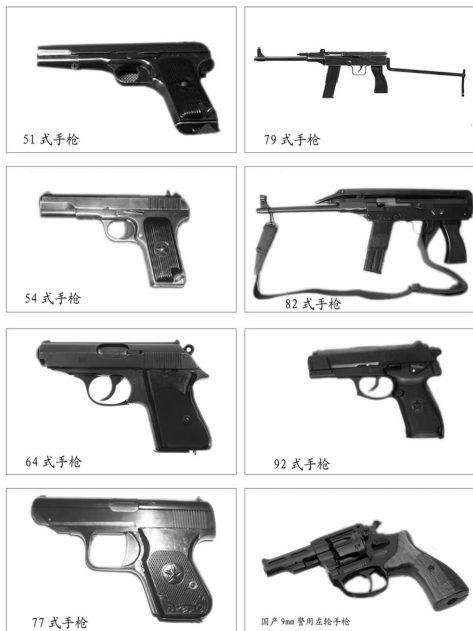 51 式手枪
79 式手枪
54 式手枪
82 式手枪
64 式手枪
92 式手枪
77 式手枪
国产 9mm 警用左轮手枪